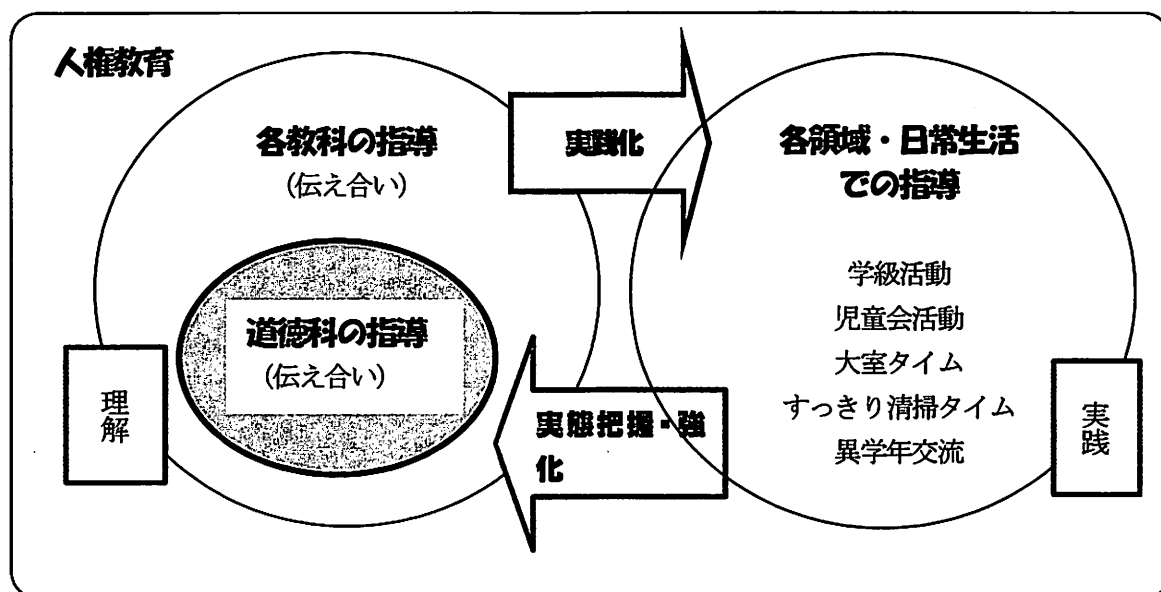 人権教育
各教科の指導
(伝え合い)
道徳科の指導
(伝え合い)
理解
実践化
実態把握・強
化
各領域・日常生活
での指導
学級活動
児童会活動
大室タイム
すっきり清掃タイム
異学年交流
実践